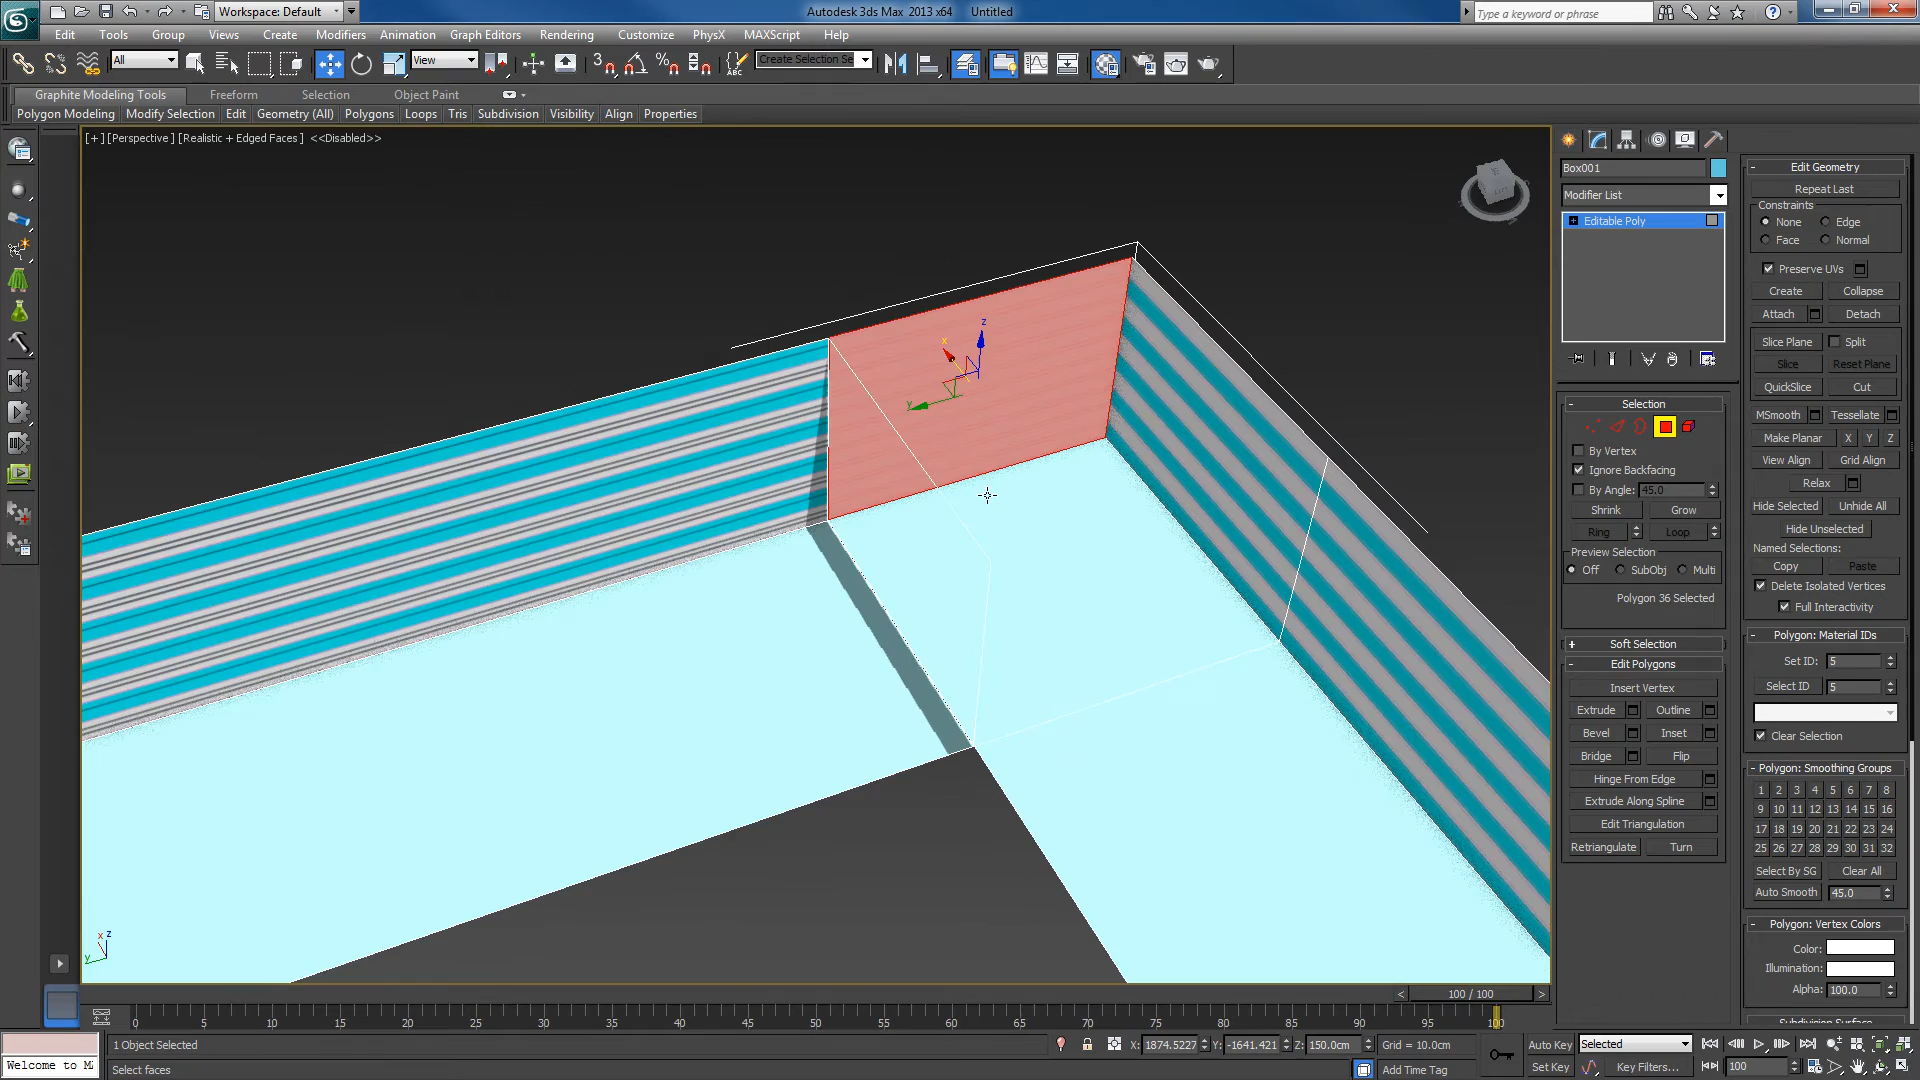 Workspace: Default
Autodesk 3ds Max 2013 x64 Untitled
Type a keyword or phrase
Edit Tools Group Views Create Modifiers Animation Graph Editors Rendering Customize PhysX MAXScript Help
All
View
3
ABC
Create Selection Se
Graphite Modeling Tools Freeform Selection Object Paint
Polygon Modeling Modify Selection Edit Geometry (All) Polygons Loops Tris Subdivision Visibility Align Properties
[ + ] [Perspective ] [Realistic + Edged Faces ] <<Disabled>>
z
x
y
x z
y
Box001
Modifier List
Editable Poly
Selection
By Vertex
Ignore Backfacing
By Angle: 45.0
Shrink Grow
Ring Loop
Preview Selection
Off SubObj Multi
Polygon 36 Selected
Soft Selection
Edit Polygons
Insert Vertex
Extrude Outline
Bevel Inset
Bridge Flip
Hinge From Edge
Extrude Along Spline
Edit Triangulation
Retriangulate Turn
Edit Geometry
Repeat Last
Constraints
None Edge
Face Normal
Preserve UVs
Create Collapse
Attach Detach
Slice Plane Split
Slice Reset Plane
QuickSlice Cut
MSmooth Tessellate
Make Planar X Y Z
View Align Grid Align
Relax
Hide Selected Unhide All
Hide Unselected
Named Selections:
Copy Paste
Delete Isolated Vertices
Full Interactivity
Polygon: Material IDs
Set ID: 5
Select ID 5
Clear Selection
Polygon: Smoothing Groups
1 2 3 4 5 6 7 8
9 10 11 12 13 14 15 16
17 18 19 20 21 22 23 24
25 26 27 28 29 30 31 32
Select By SG Clear All
Auto Smooth 45.0
Polygon: Vertex Colors
Color:
Illumination:
Alpha: 100.0
Subdivision Surface
< 100 / 100 >
0 5 10 15 20 25 30 35 40 45 50 55 60 65 70 75 80 85 90 95 100
1 Object Selected
X: 1874.5227 Y: -1641.421 Z: 150.0cm Grid = 10.0cm
Auto Key Selected
Welcome to M
Select faces
Add Time Tag
Set Key Key Filters... 100